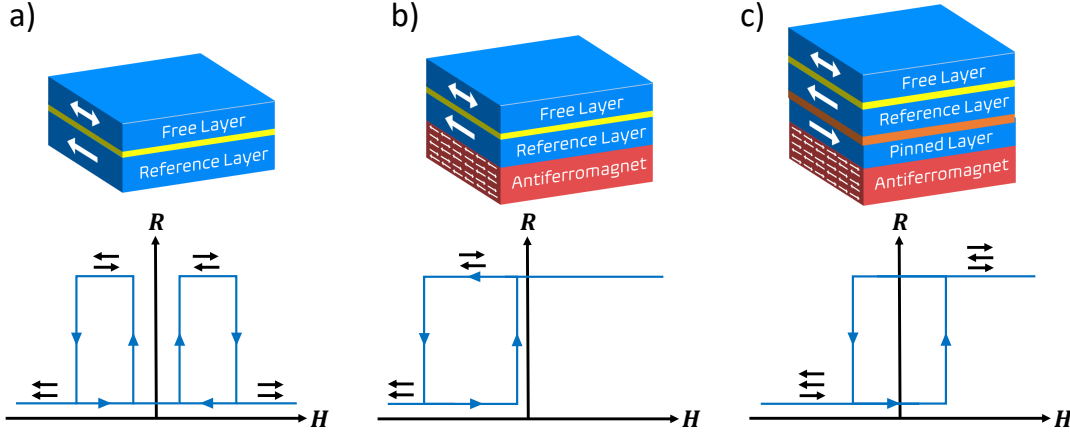 a)
Free Layer
Reference Layer
R
H
b)
Free Layer
Reference Layer
Antiferromagnet
R
H
c)
Free Layer
Reference Layer
Pinned Layer
Antiferromagnet
R
H